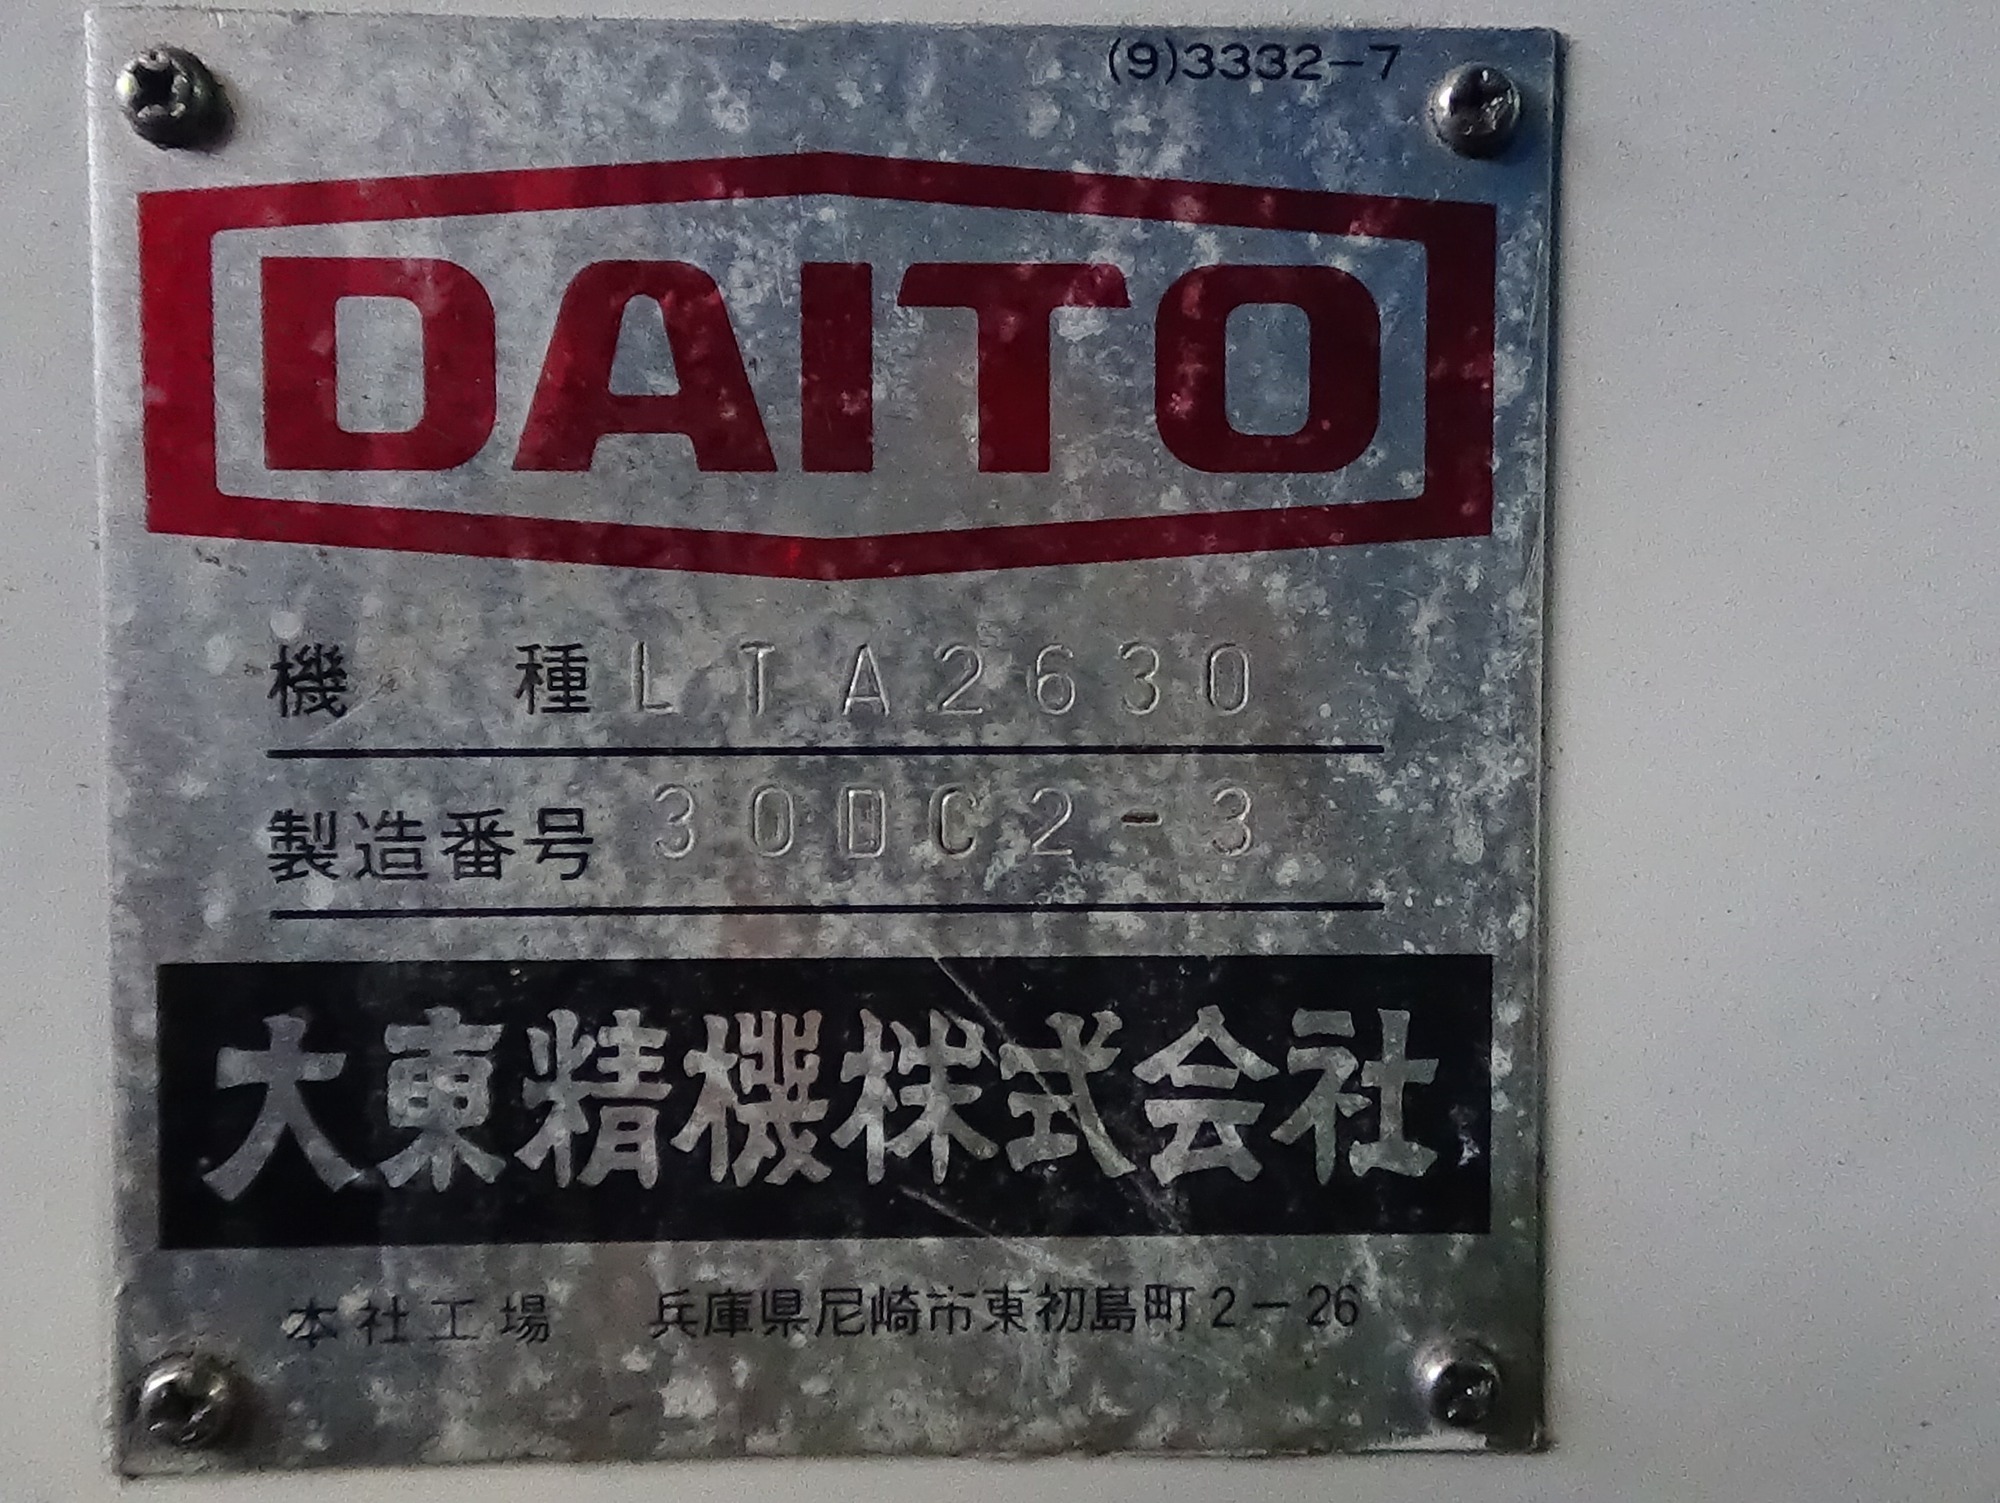 (9)3332-7
DAITO
機 種 LTA2630
製造番号 30DC2-3
大東精機株式会社
本社工場 兵庫県尼崎市東初島町2-26